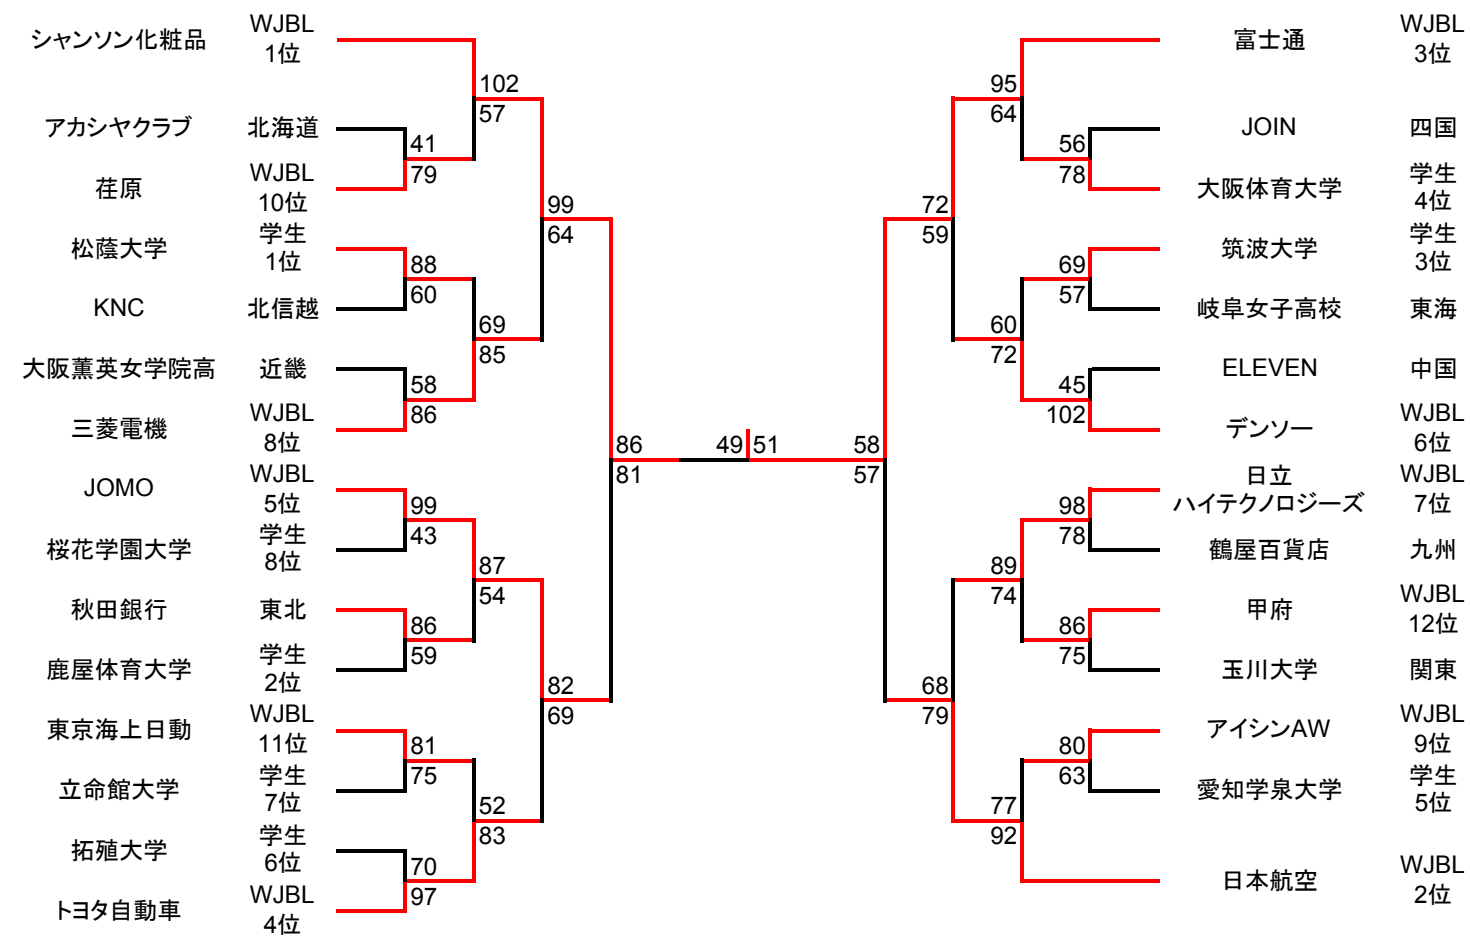 シャンソン化粧品 WJBL
1位
アカシヤクラブ 北海道
荏原 WJBL
10位
松蔭大学 学生
1位
KNC 北信越
大阪薫英女学院高 近畿
三菱電機 WJBL
8位
JOMO WJBL
5位
桜花学園大学 学生
8位
秋田銀行 東北
鹿屋体育大学 学生
2位
東京海上日動 WJBL
11位
立命館大学 学生
7位
拓殖大学 学生
6位
トヨタ自動車 WJBL
4位
41
79
88
60
58
86
99
43
86
59
81
75
70
97
102
57
69
85
87
54
52
83
99
64
82
69
86
81
49 51
58
57
72
59
68
79
95
64
60
72
89
74
77
92
56
78
69
57
45
102
98
78
86
75
80
63
富士通 WJBL
3位
JOIN 四国
大阪体育大学 学生
4位
筑波大学 学生
3位
岐阜女子高校 東海
ELEVEN 中国
デンソー WJBL
6位
日立
ハイテクノロジーズ WJBL
7位
鶴屋百貨店 九州
甲府 WJBL
12位
玉川大学 関東
アイシンAW WJBL
9位
愛知学泉大学 学生
5位
日本航空 WJBL
2位